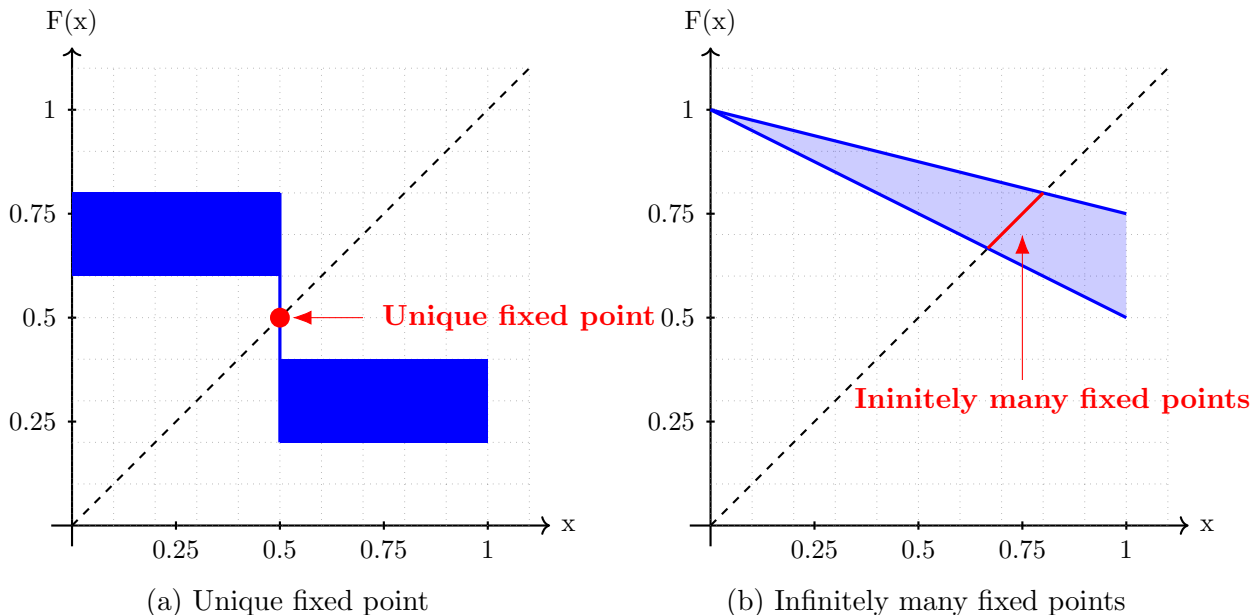 F(x)
1
0.75
0.5
0.25
0.25
0.5
0.75
1
x
Unique fixed point
(a) Unique fixed point
F(x)
1
0.75
0.5
0.25
0.25
0.5
0.75
1
x
Ininitely many fixed points
(b) Infinitely many fixed points